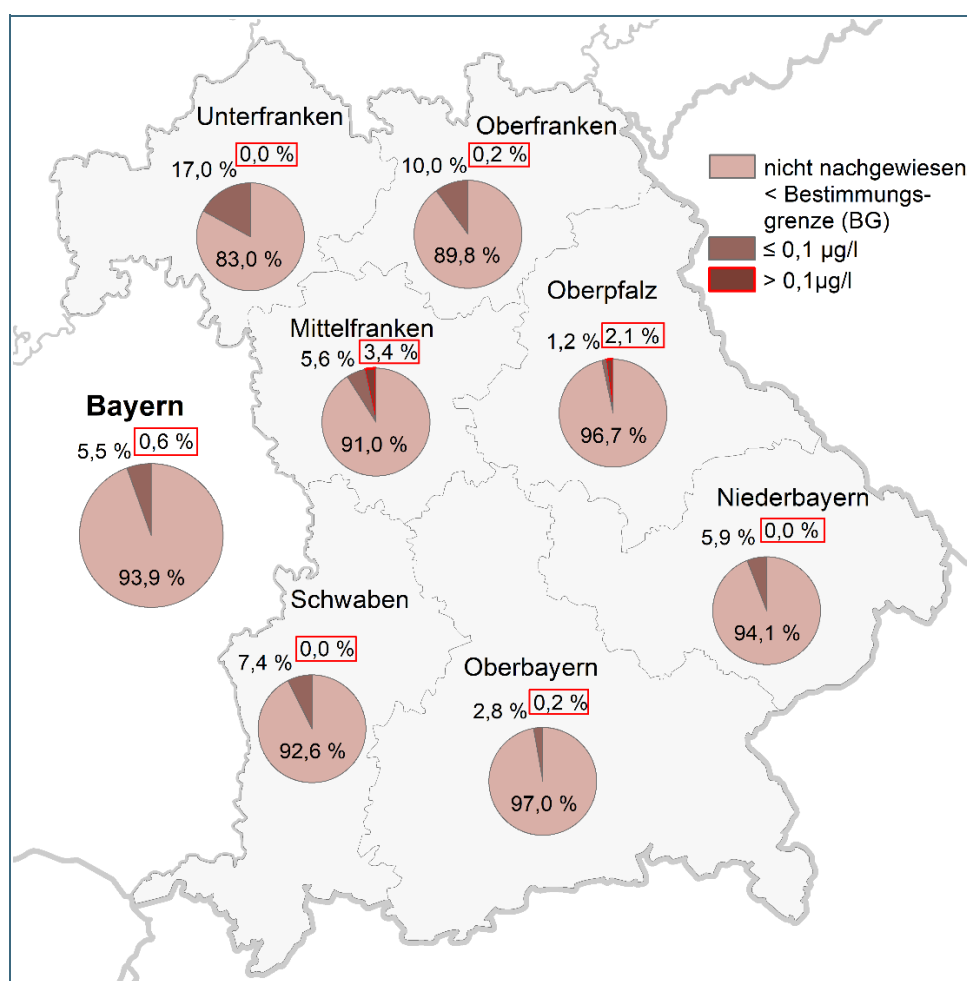 Unterfranken
17,0 % 0,0 %
83,0 %
Oberfranken
10,0 % 0,2 %
89,8 %
nicht nachgewiesen
< Bestimmungs-
grenze (BG)
≤ 0,1 µg/l
> 0,1µg/l
Mittelfranken
5,6 % 3,4 %
91,0 %
Oberpfalz
1,2 % 2,1 %
96,7 %
Bayern
5,5 % 0,6 %
93,9 %
Niederbayern
5,9 % 0,0 %
94,1 %
Schwaben
7,4 % 0,0 %
92,6 %
Oberbayern
2,8 % 0,2 %
97,0 %